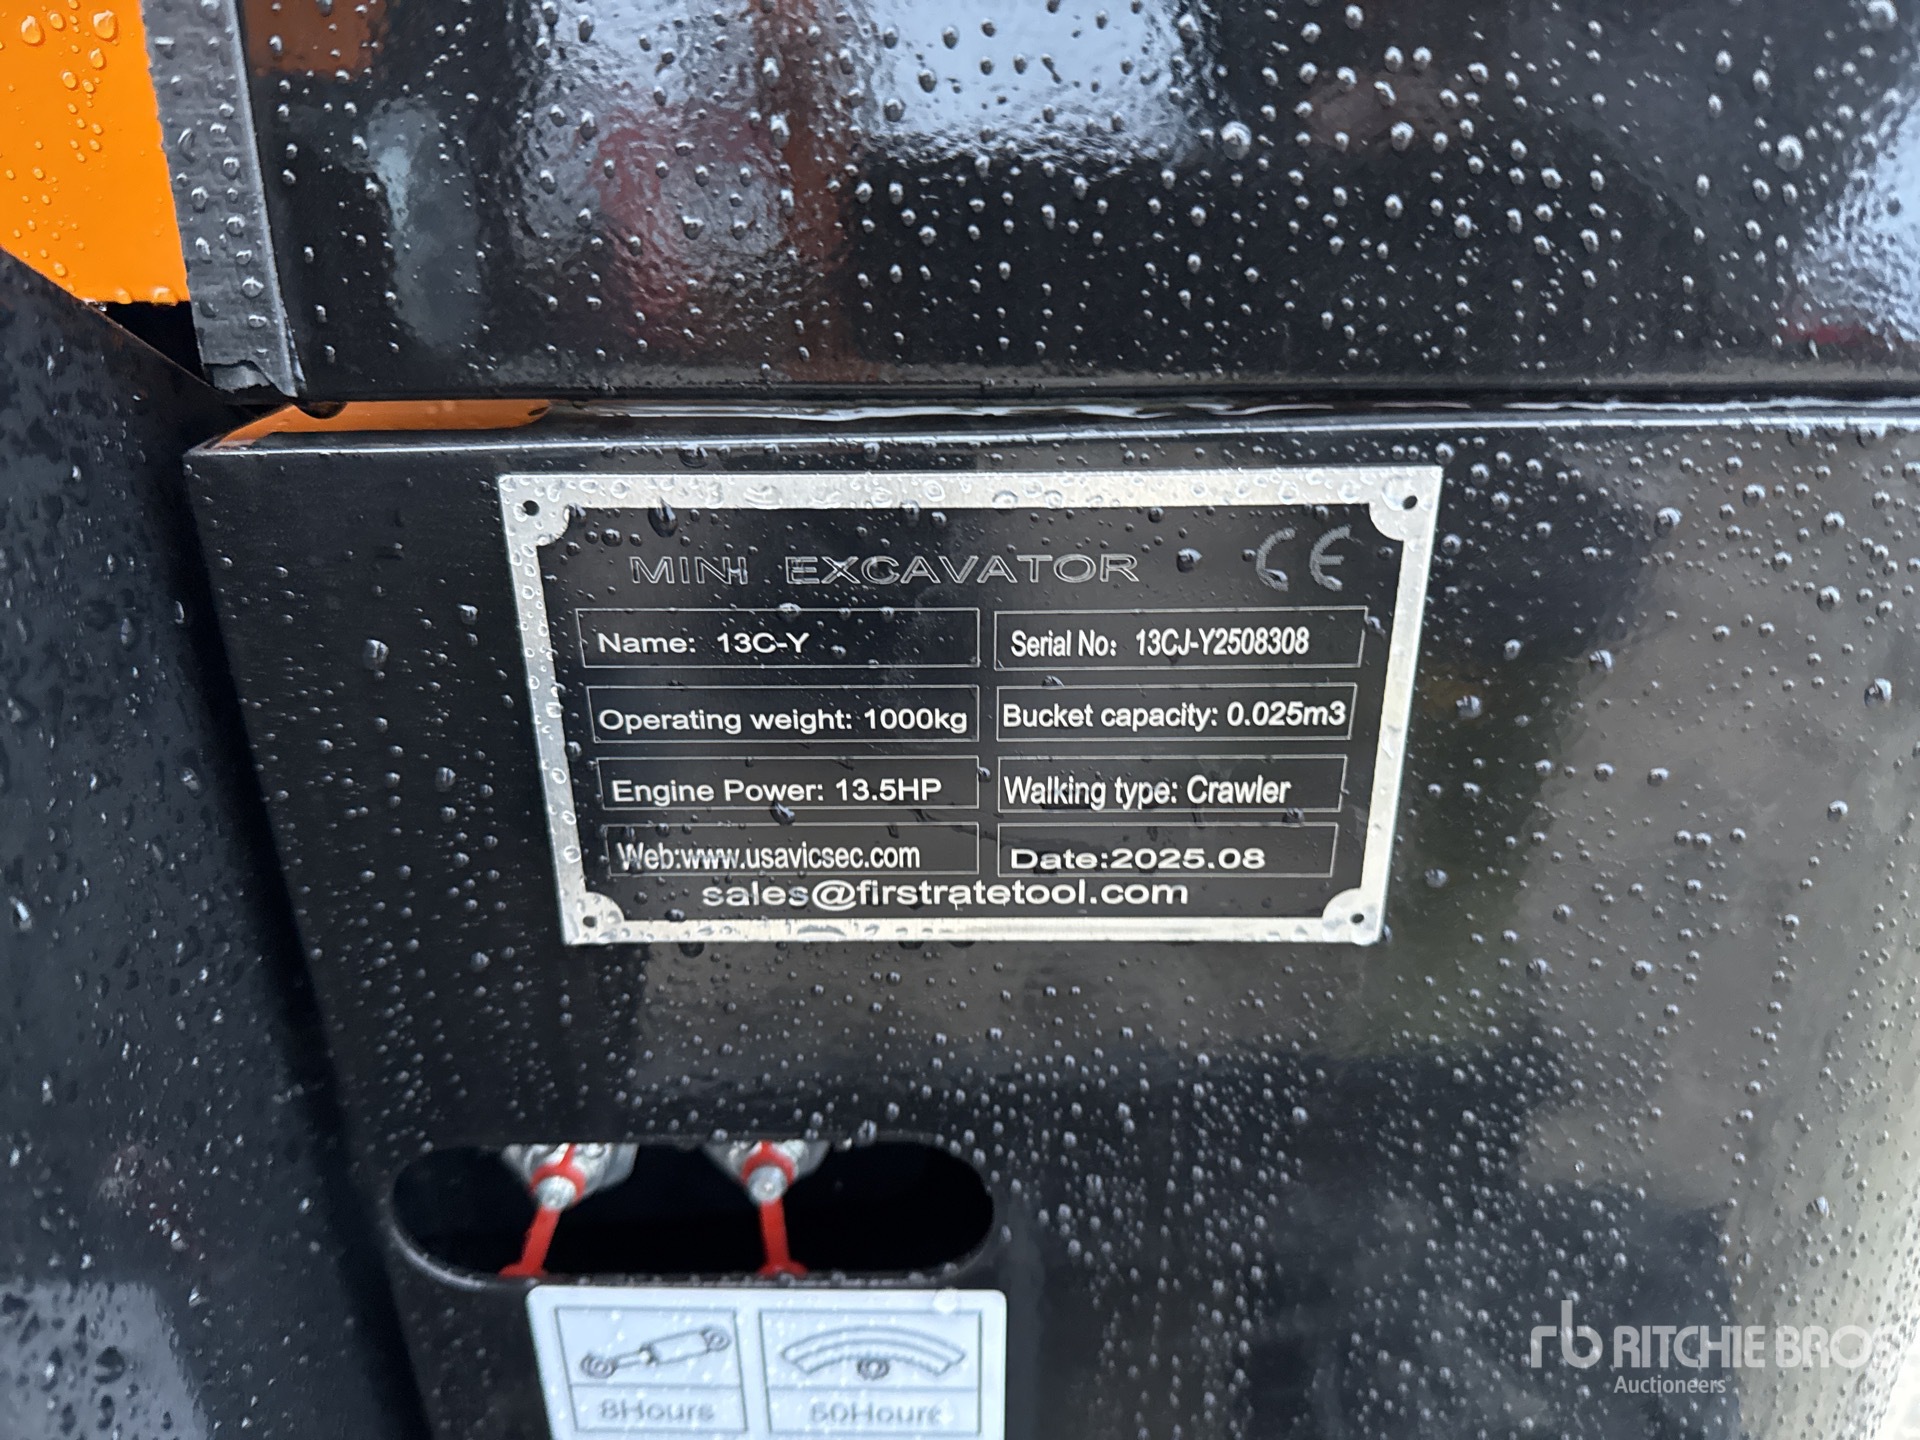 MINI EXCAVATOR CE
Name: 13C-Y
Serial No: 13CJ-Y2508308
Operating weight: 1000kg
Bucket capacity: 0.025m3
Engine Power: 13.5HP
Walking type: Crawler
Web:www.usavicsec.com
Date:2025.08
sales@firstratetool.com
8Hours
50Hours
rb RITCHIE BROS
Auctioneers